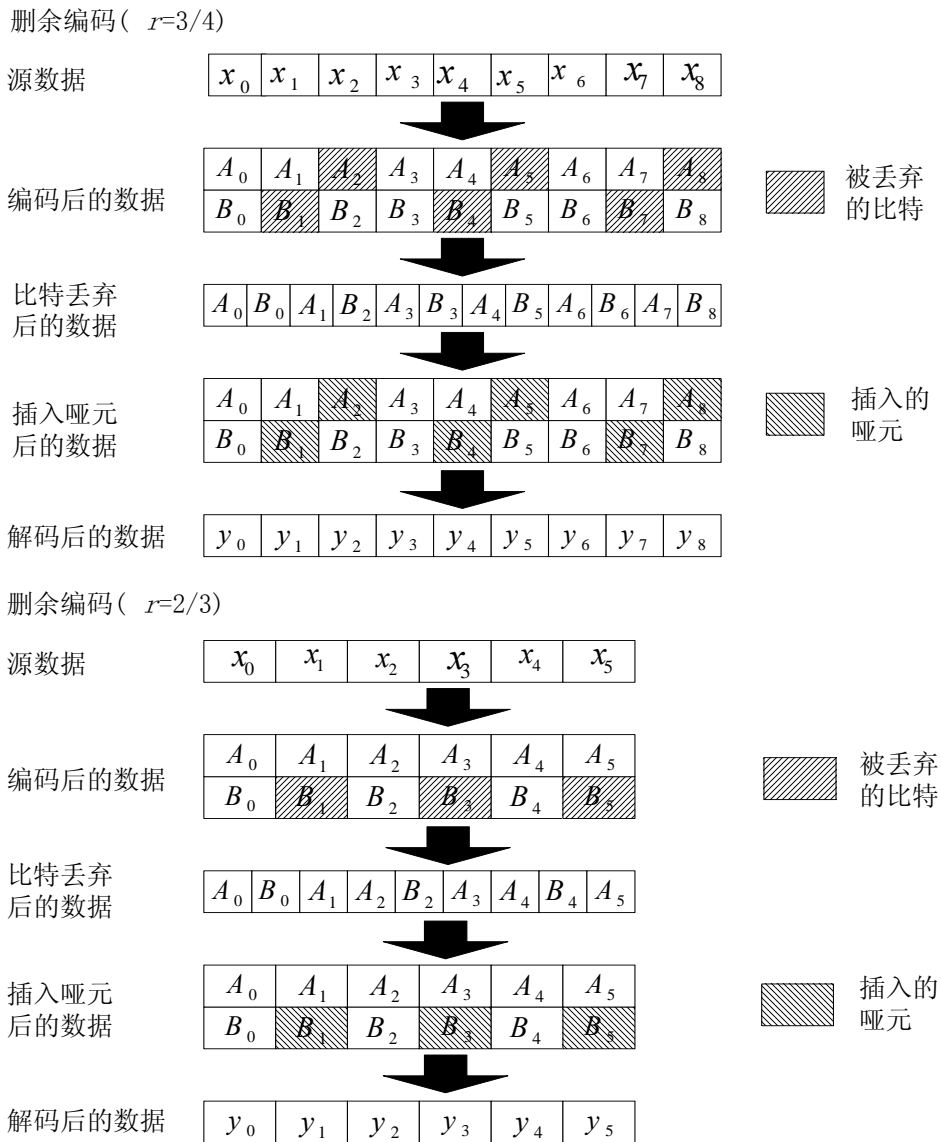 删余编码( r=3/4)
源数据 x0 x1 x2 x3 x4 x5 x6 x7 x8
编码后的数据
A0 A1 A2 A3 A4 A5 A6 A7 A8
B0 B1 B2 B3 B4 B5 B6 B7 B8
被丢弃
的比特
比特丢弃
后的数据
A0 B0 A1 B2 A3 B3 A4 B5 A6 B6 A7 B8
插入哑元
后的数据
A0 A1 A2 A3 A4 A5 A6 A7 A8
B0 B1 B2 B3 B4 B5 B6 B7 B8
插入的
哑元
解码后的数据 y0 y1 y2 y3 y4 y5 y6 y7 y8
删余编码( r=2/3)
源数据 x0 x1 x2 x3 x4 x5
编码后的数据
A0 A1 A2 A3 A4 A5
B0 B1 B2 B3 B4 B5
被丢弃
的比特
比特丢弃
后的数据
A0 B0 A1 A2 B2 A3 A4 B4 A5
插入哑元
后的数据
A0 A1 A2 A3 A4 A5
B0 B1 B2 B3 B4 B5
插入的
哑元
解码后的数据 y0 y1 y2 y3 y4 y5